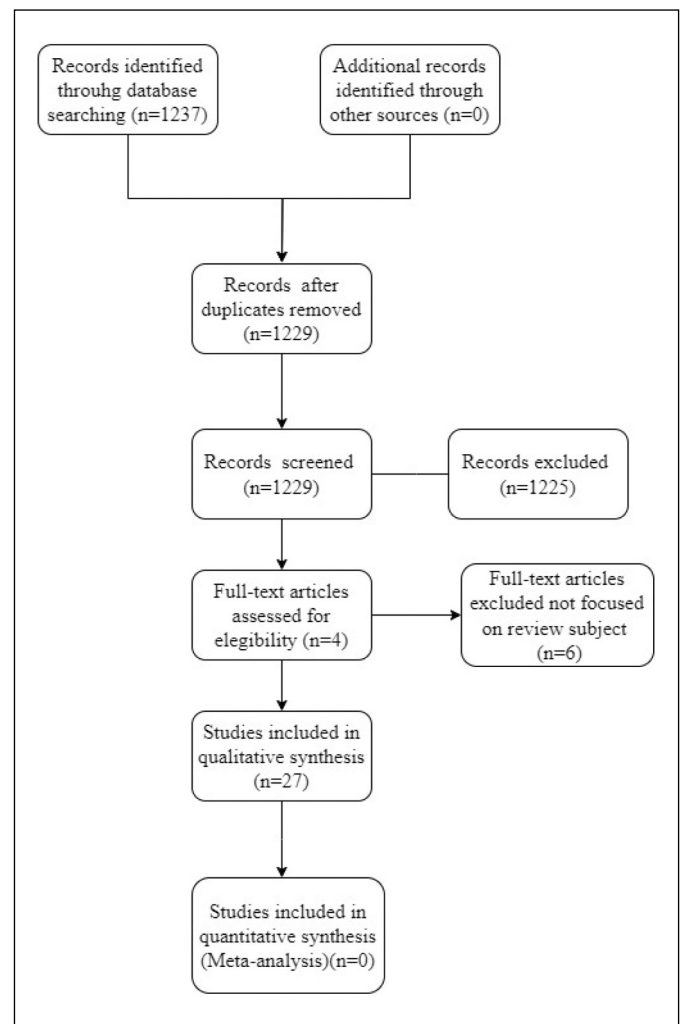 Records identified
throuhg database
searching (n=1237)
Additional records
identified through
other sources (n=0)
Records after
duplicates removed
(n=1229)
Records screened
(n=1229)
Records excluded
(n=1225)
Full-text articles
assessed for
elegibility (n=4)
Full-text articles
excluded not focused
on review subject
(n=6)
Studies included in
qualitative synthesis
(n=27)
Studies included in
quantitative synthesis
(Meta-analysis)(n=0)